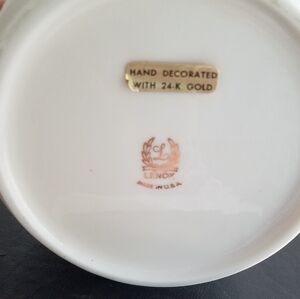 HAND DECORATED
WITH 24-K GOLD
L
LENOX
MADE IN U.S.A.